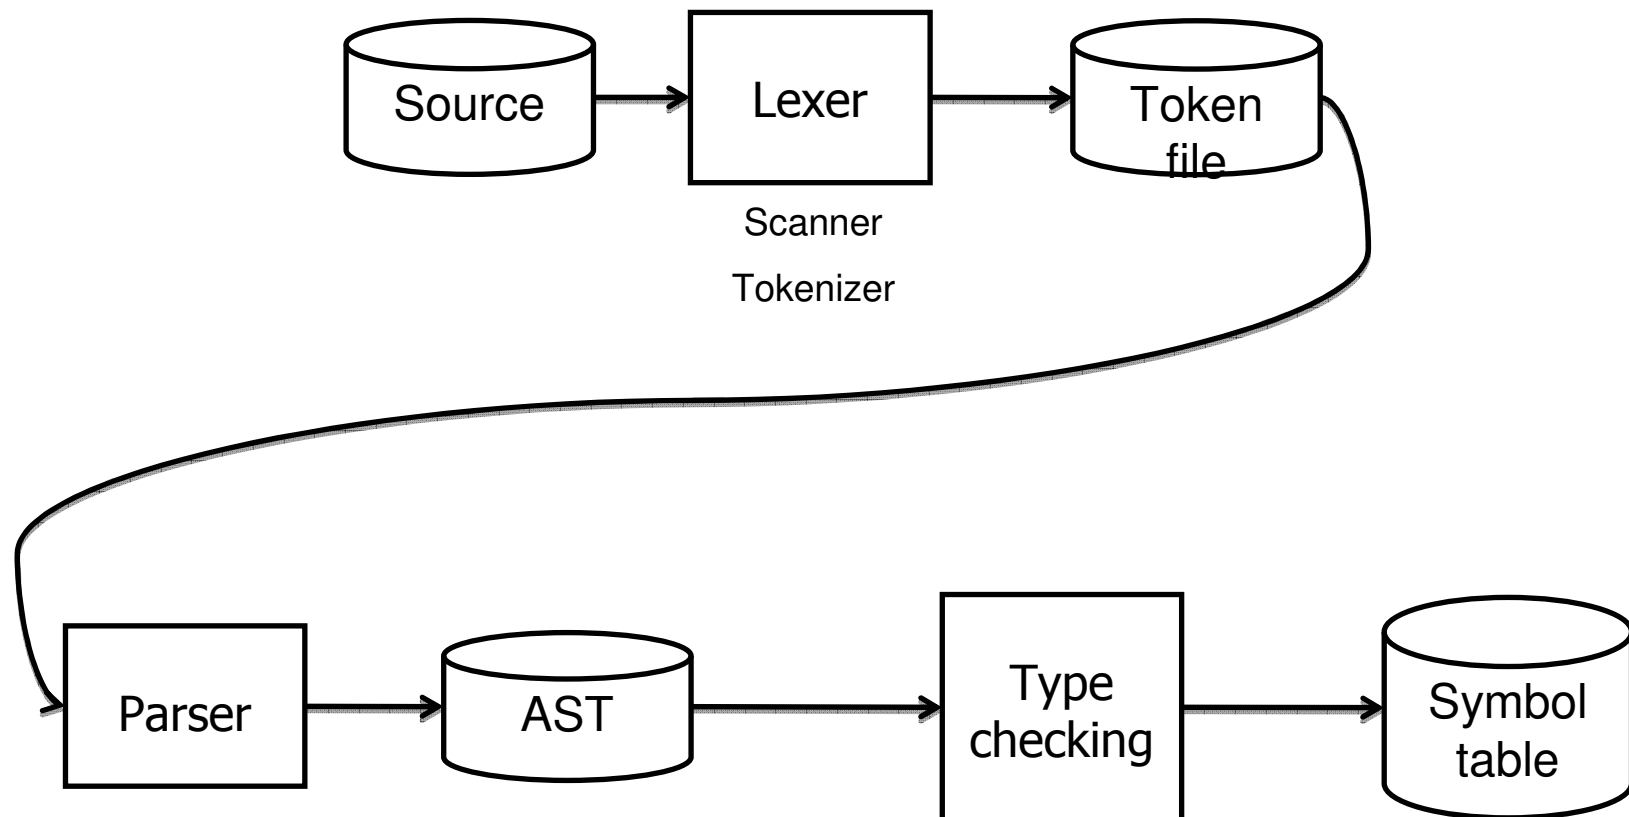 Source
Lexer
Token
file
Scanner
Tokenizer
Parser
AST
Type
checking
Symbol
table